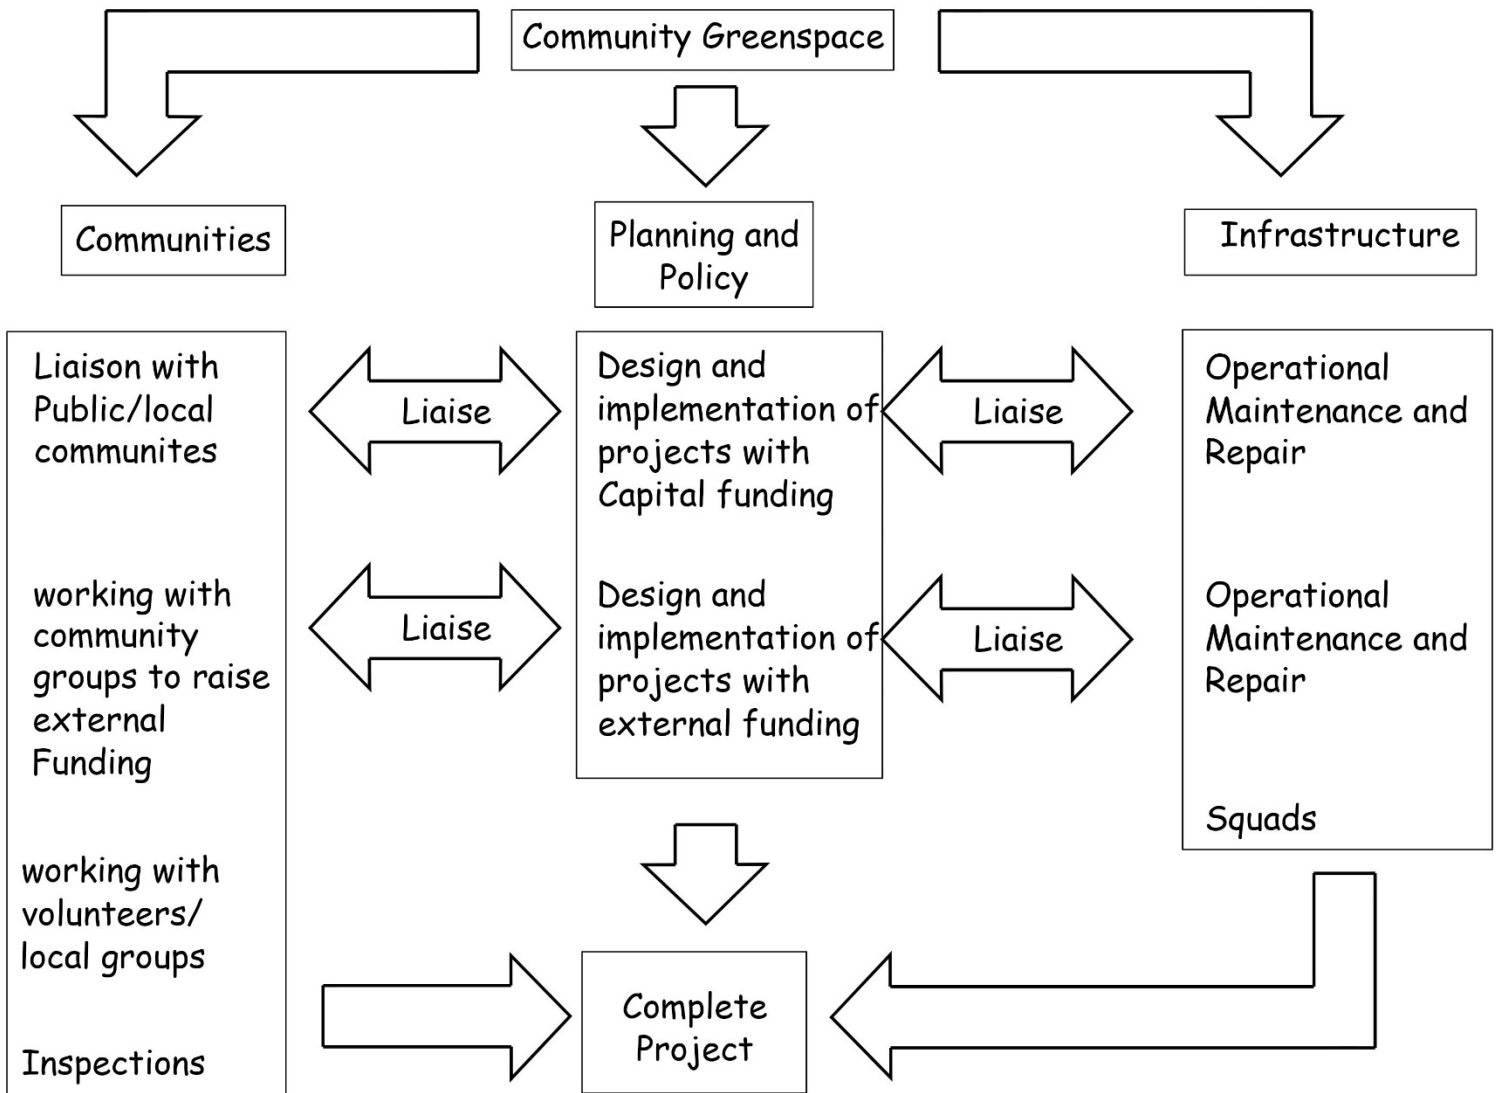 Community Greenspace
Communities
Planning and
Policy
Infrastructure
Liaison with
Public/local
communites
working with
community
groups to raise
external
Funding
working with
volunteers/
local groups
Inspections
Liaise
Liaise
Design and
implementation of
projects with
Capital funding
Design and
implementation of
projects with
external funding
Liaise
Liaise
Operational
Maintenance and
Repair
Operational
Maintenance and
Repair
Squads
Complete
Project